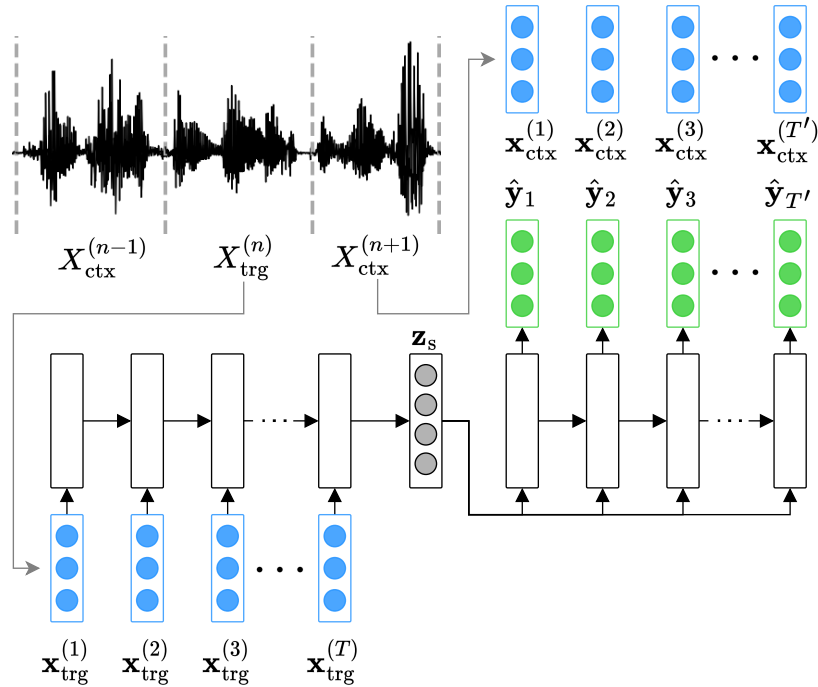 x_ctx^(1) x_ctx^(2) x_ctx^(3) ··· x_ctx^(T′)
ŷ_1 ŷ_2 ŷ_3 ŷ_T′
X_ctx^(n−1) X_trg^(n) X_ctx^(n+1)
···
z_s
··· ···
···
x_trg^(1) x_trg^(2) x_trg^(3) x_trg^(T)